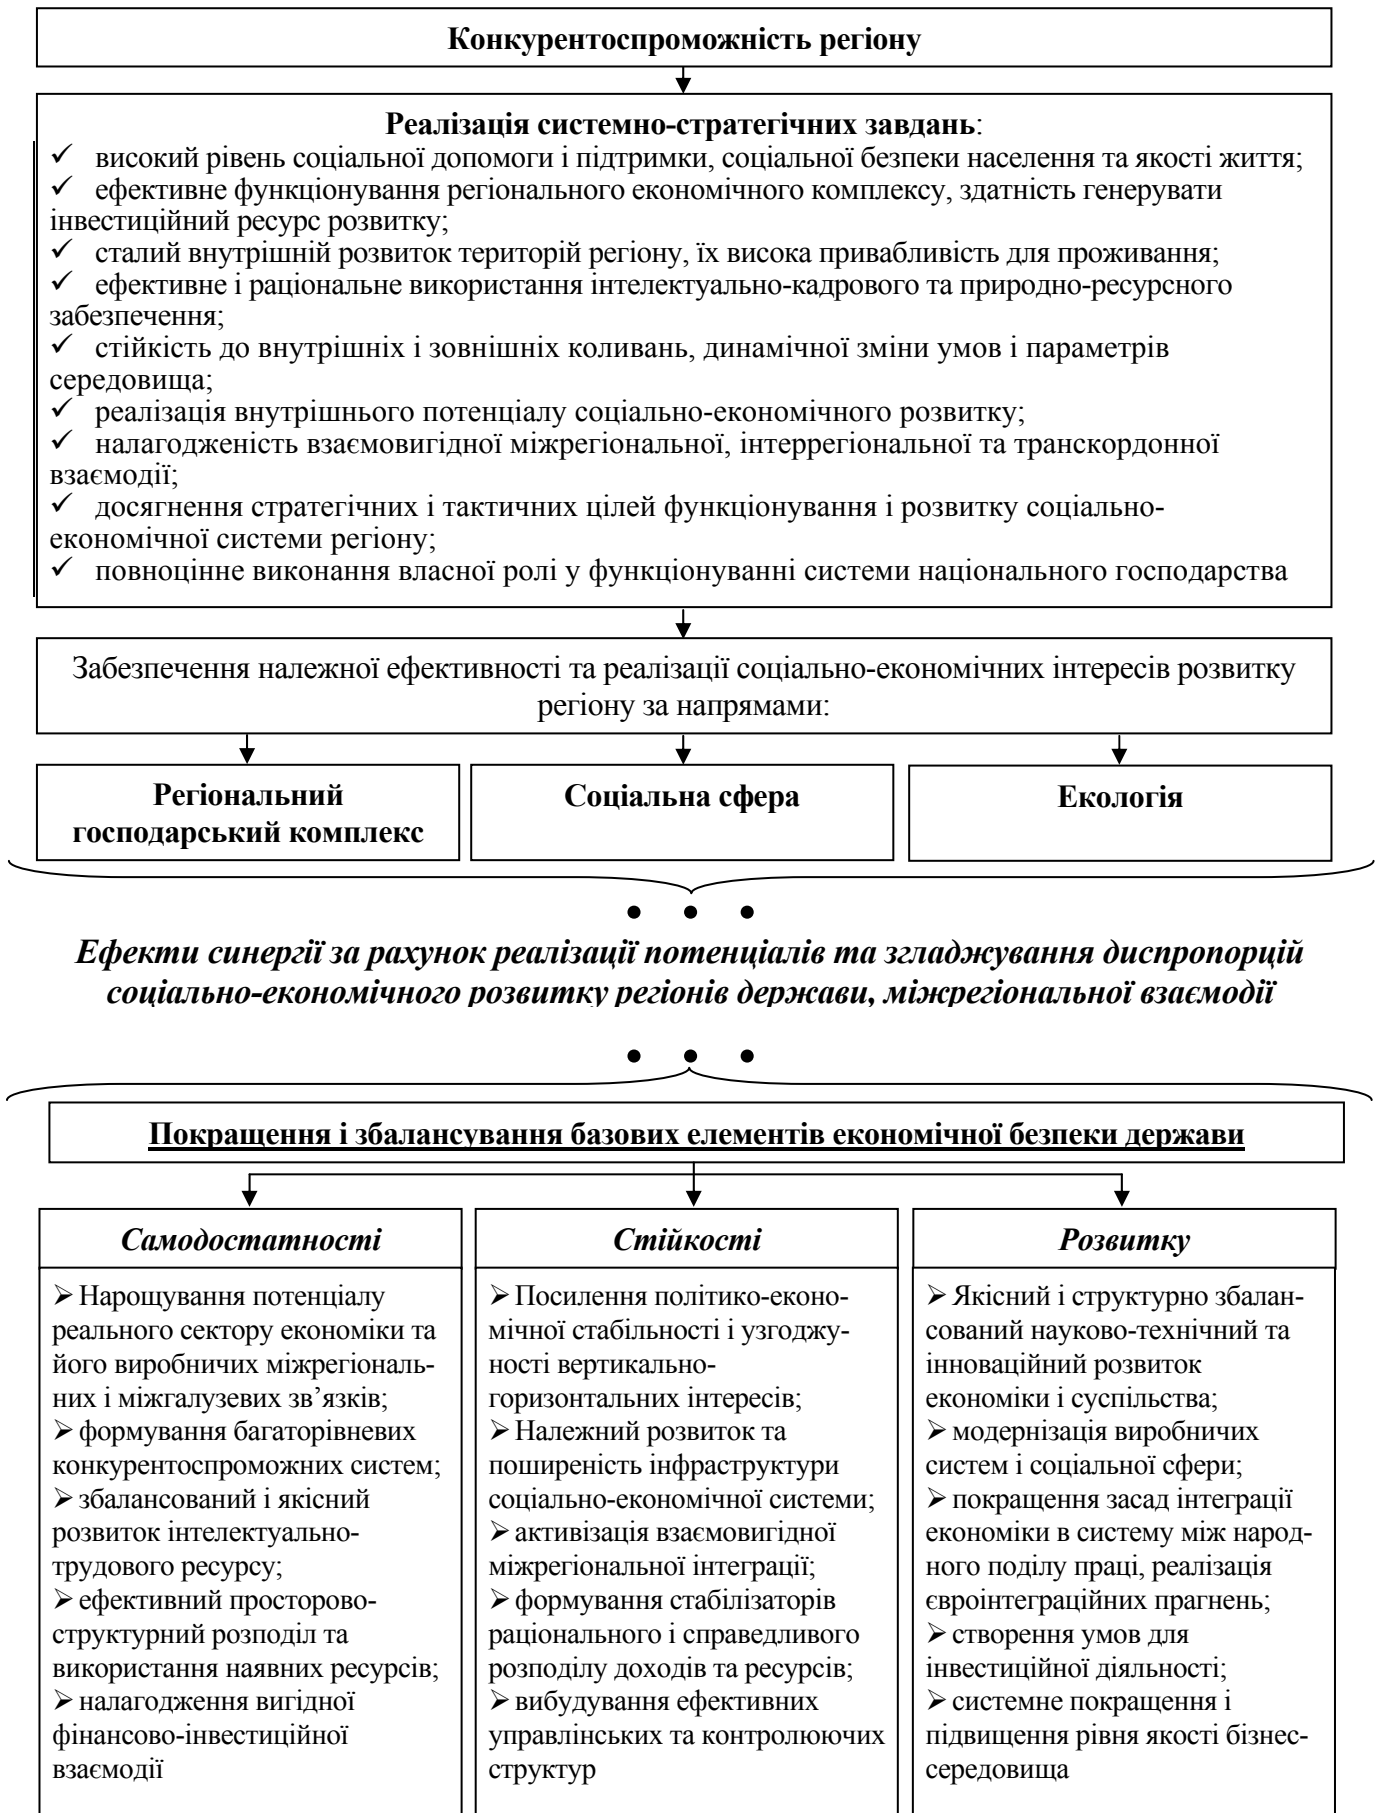 Конкурентоспроможність регіону
Реалізація системно-стратегічних завдань:
✓ високий рівень соціальної допомоги і підтримки, соціальної безпеки населення та якості життя;
✓ ефективне функціонування регіонального економічного комплексу, здатність генерувати
інвестиційний ресурс розвитку;
✓ сталий внутрішній розвиток територій регіону, їх висока привабливість для проживання;
✓ ефективне і раціональне використання інтелектуально-кадрового та природно-ресурсного
забезпечення;
✓ стійкість до внутрішніх і зовнішніх коливань, динамічної зміни умов і параметрів
середовища;
✓ реалізація внутрішнього потенціалу соціально-економічного розвитку;
✓ налагодженість взаємовигідної міжрегіональної, інтеррегіональної та транскордонної
взаємодії;
✓ досягнення стратегічних і тактичних цілей функціонування і розвитку соціально-
економічної системи регіону;
✓ повноцінне виконання власної ролі у функціонуванні системи національного господарства
Забезпечення належної ефективності та реалізації соціально-економічних інтересів розвитку
регіону за напрямами:
Регіональний
господарський комплекс
Соціальна сфера
Екологія
• • •
Ефекти синергії за рахунок реалізації потенціалів та згладжування диспропорцій
соціально-економічного розвитку регіонів держави, міжрегіональної взаємодії
• • •
Покращення і збалансування базових елементів економічної безпеки держави
Самодостатності
➢ Нарощування потенціалу
реального сектору економіки та
його виробничих міжрегіональ-
них і міжгалузевих зв’язків;
➢ формування багаторівневих
конкурентоспроможних систем;
➢ збалансований і якісний
розвиток інтелектуально-
трудового ресурсу;
➢ ефективний просторово-
структурний розподіл та
використання наявних ресурсів;
➢ налагодження вигідної
фінансово-інвестиційної
взаємодії
Стійкості
➢ Посилення політико-еконо-
мічної стабільності і узгоджу-
ності вертикально-
горизонтальних інтересів;
➢ Належний розвиток та
поширеність інфраструктури
соціально-економічної системи;
➢ активізація взаємовигідної
міжрегіональної інтеграції;
➢ формування стабілізаторів
раціонального і справедливого
розподілу доходів та ресурсів;
➢ вибудування ефективних
управлінських та контролюючих
структур
Розвитку
➢ Якісний і структурно збалан-
сований науково-технічний та
інноваційний розвиток
економіки і суспільства;
➢ модернізація виробничих
систем і соціальної сфери;
➢ покращення засад інтеграції
економіки в систему між народ-
ного поділу праці, реалізація
євроінтеграційних прагнень;
➢ створення умов для
інвестиційної діяльності;
➢ системне покращення і
підвищення рівня якості бізнес-
середовища